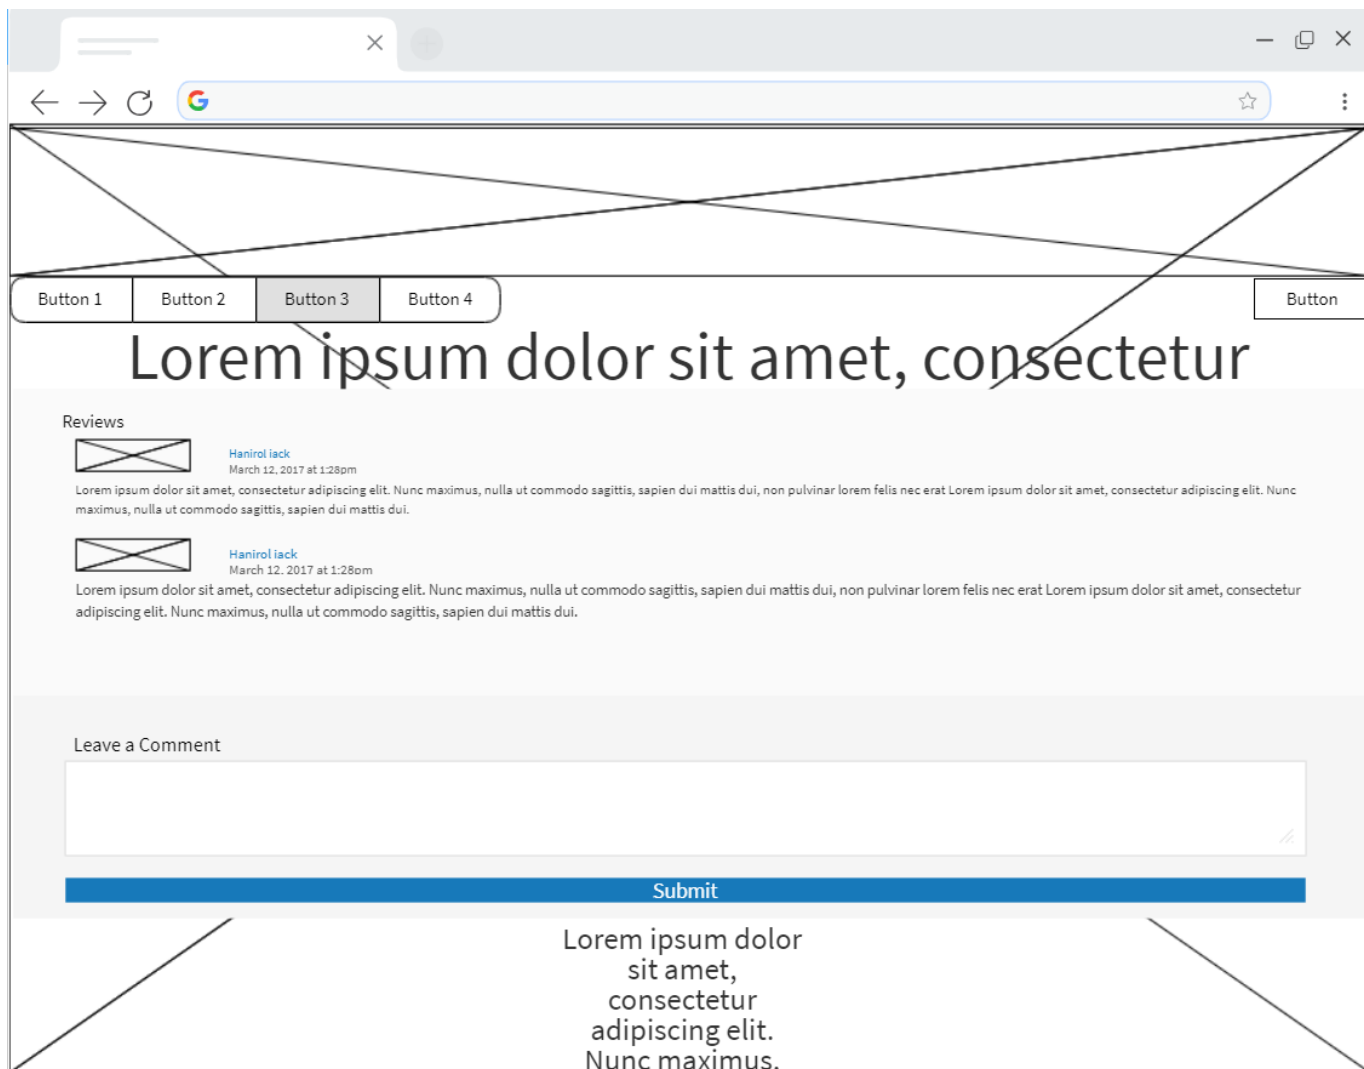 Button 1
Button 2
Button 3
Button 4
Button
Lorem ipsum dolor sit amet, consectetur
Reviews
Hanirol iack
March 12, 2017 at 1:28pm
Lorem ipsum dolor sit amet, consectetur adipiscing elit. Nunc maximus, nulla ut commodo sagittis, sapien dui mattis dui, non pulvinar lorem felis nec erat Lorem ipsum dolor sit amet, consectetur adipiscing elit. Nunc
maximus, nulla ut commodo sagittis, sapien dui mattis dui.
Hanirol iack
March 12, 2017 at 1:28pm
Lorem ipsum dolor sit amet, consectetur adipiscing elit. Nunc maximus, nulla ut commodo sagittis, sapien dui mattis dui, non pulvinar lorem felis nec erat Lorem ipsum dolor sit amet, consectetur
adipiscing elit. Nunc maximus, nulla ut commodo sagittis, sapien dui mattis dui.
Leave a Comment
Submit
Lorem ipsum dolor
sit amet,
consectetur
adipiscing elit.
Nunc maximus,